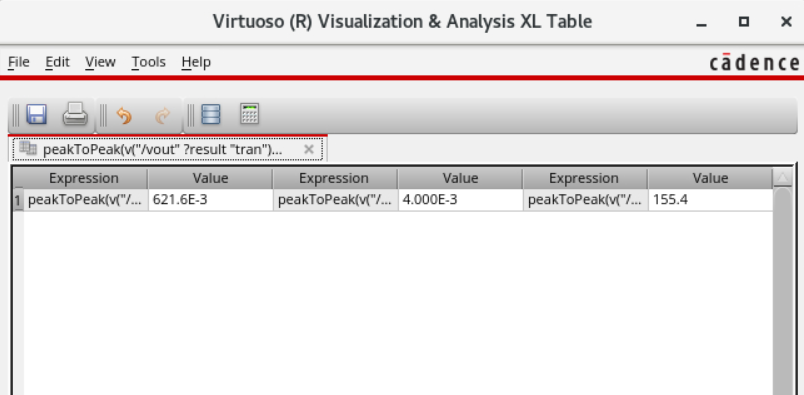 Virtuoso (R) Visualization & Analysis XL Table
File Edit View Tools Help
cādence
peakToPeak(v("/vout" ?result "tran")...
Expression Value Expression Value Expression Value
1 peakToPeak(v("/... 621.6E-3 peakToPeak(v("/... 4.000E-3 peakToPeak(v("/... 155.4